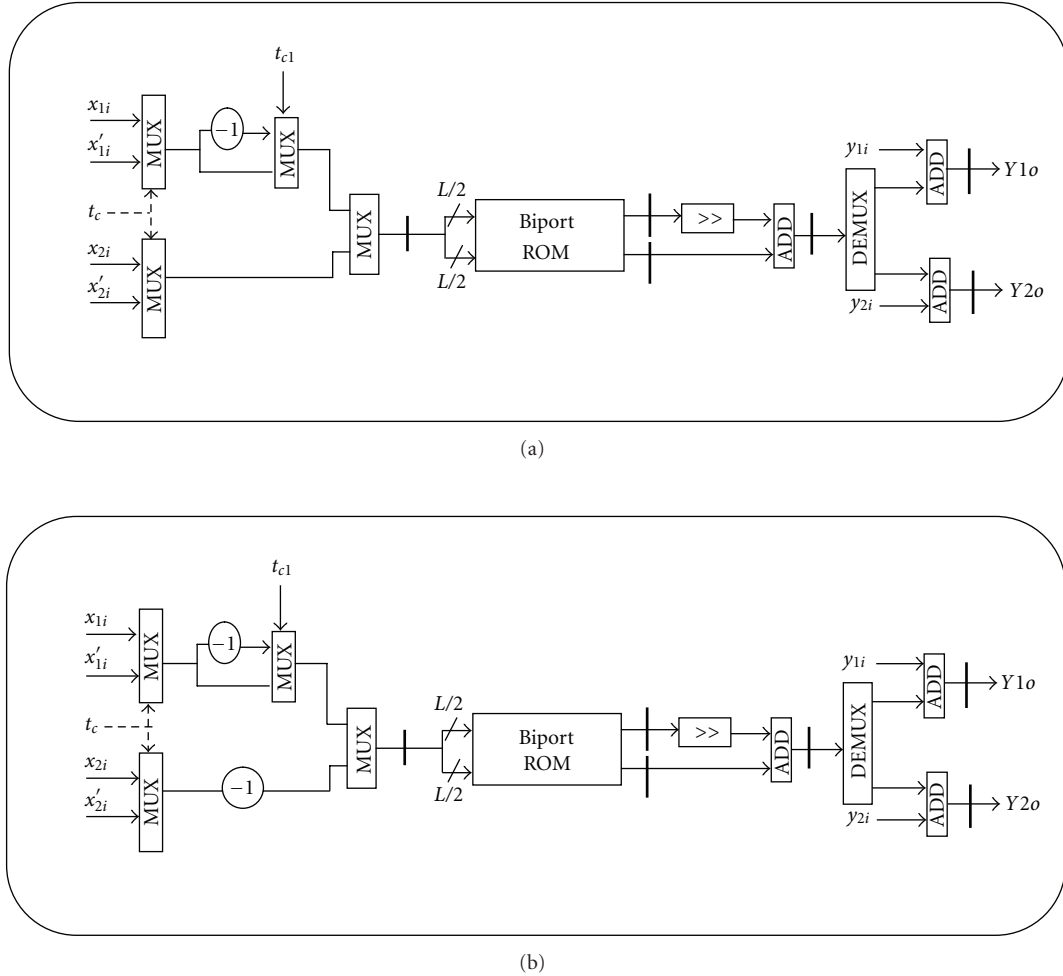 t_{c1}
x_{1i}
x'_{1i}
MUX
−1
MUX
t_c
x_{2i}
x'_{2i}
MUX
MUX
L/2
L/2
Biport
ROM
>>
ADD
DEMUX
y_{1i}
ADD
Y1o
y_{2i}
ADD
Y2o
(a)
t_{c1}
x_{1i}
x'_{1i}
MUX
−1
MUX
t_c
x_{2i}
x'_{2i}
MUX
−1
MUX
L/2
L/2
Biport
ROM
>>
ADD
DEMUX
y_{1i}
ADD
Y1o
y_{2i}
ADD
Y2o
(b)